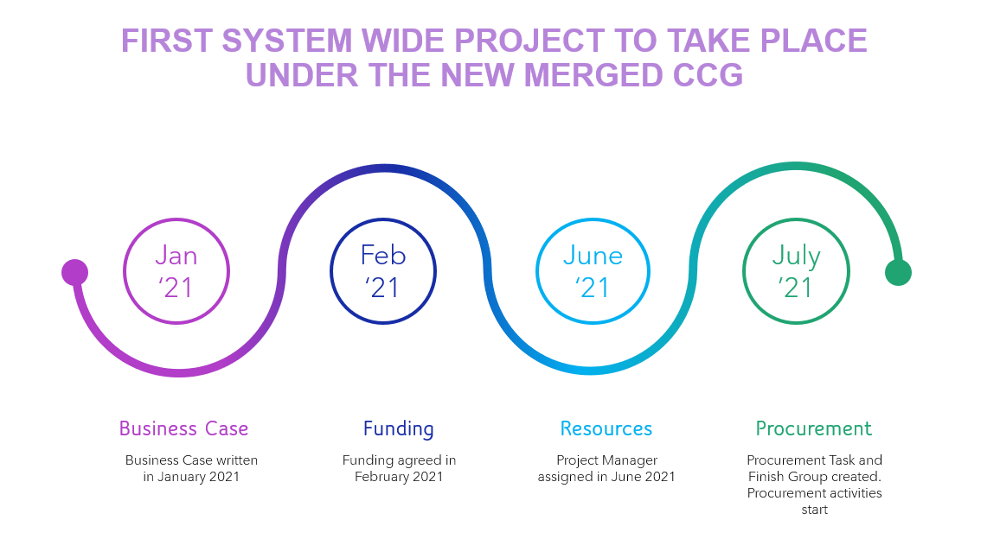 FIRST SYSTEM WIDE PROJECT TO TAKE PLACE
UNDER THE NEW MERGED CCG
Jan
‘21
Feb
‘21
June
‘21
July
‘21
Business Case
Business Case written
in January 2021
Funding
Funding agreed in
February 2021
Resources
Project Manager
assigned in June 2021
Procurement
Procurement Task and
Finish Group created.
Procurement activities
start